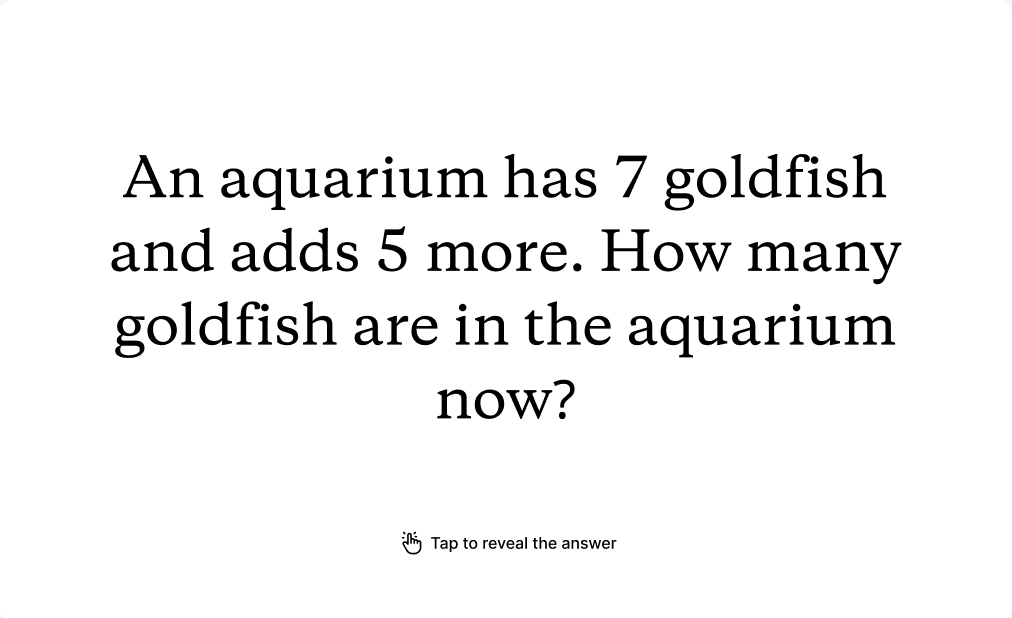 An aquarium has 7 goldfish
and adds 5 more. How many
goldfish are in the aquarium
now?
Tap to reveal the answer